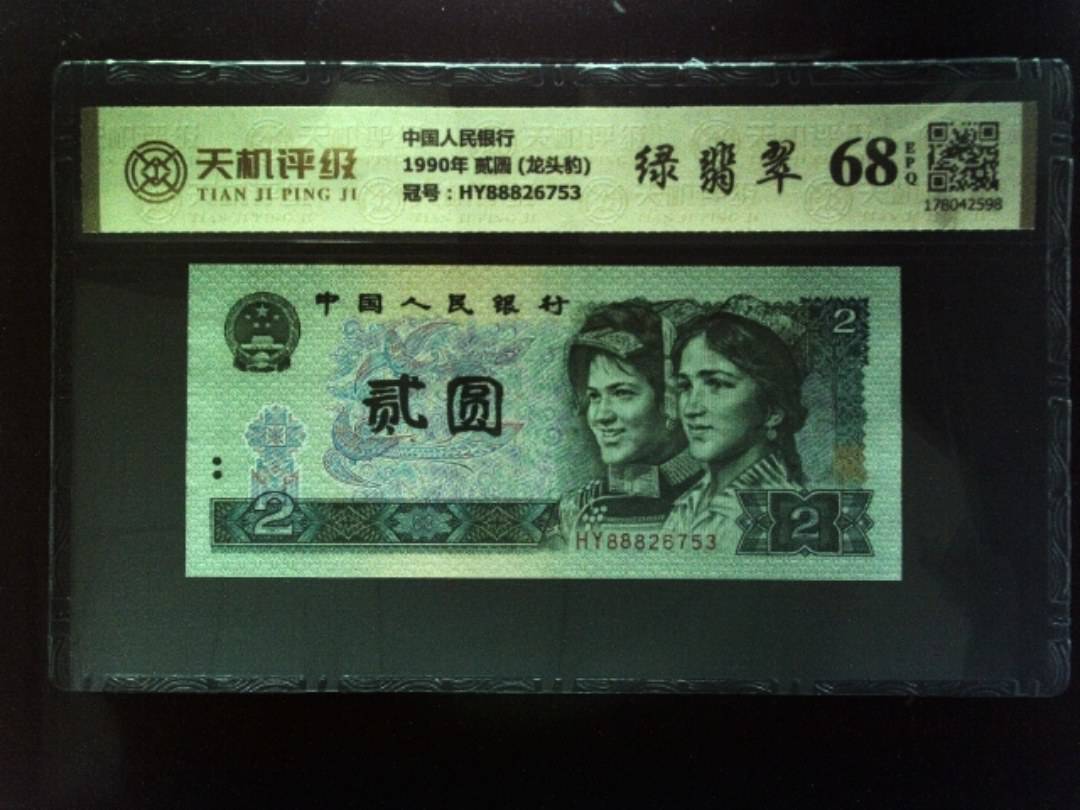 天机评级
TIAN JI PING JI
中国人民银行
1990年 贰圆 (龙头豹)
冠号：HY88826753
绿翡翠
68
EPQ
178042598
中国人民银行
2
贰圆
2
HY88826753
2